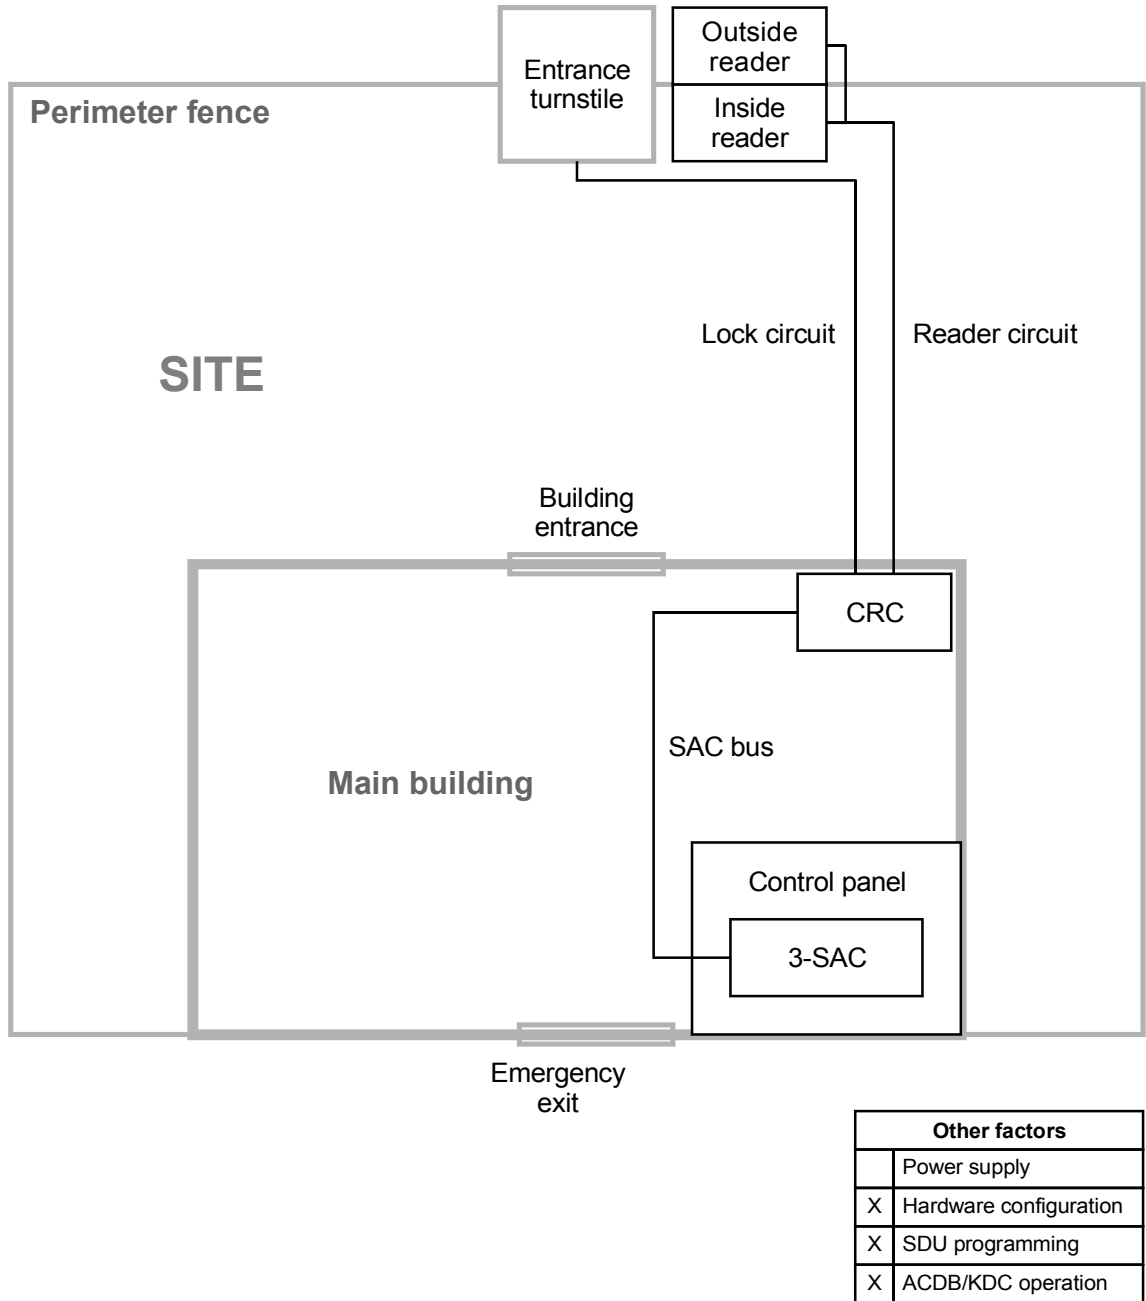 Outside
reader
Entrance
turnstile
Inside
reader
Perimeter fence
Lock circuit
Reader circuit
SITE
Building
entrance
CRC
SAC bus
Main building
Control panel
3-SAC
Emergency
exit
Other factors
Power supply
X Hardware configuration
X SDU programming
X ACDB/KDC operation